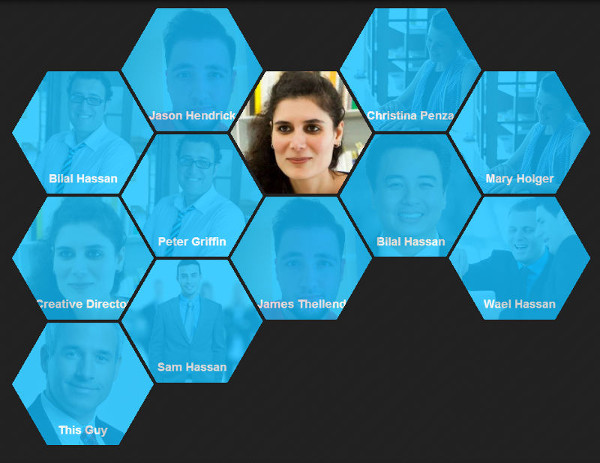 Jason Hendrick
Christina Penza
Bilal Hassan
Mary Holger
Peter Griffin
Bilal Hassan
Creative Directo
James Thellend
Wael Hassan
Sam Hassan
This Guy